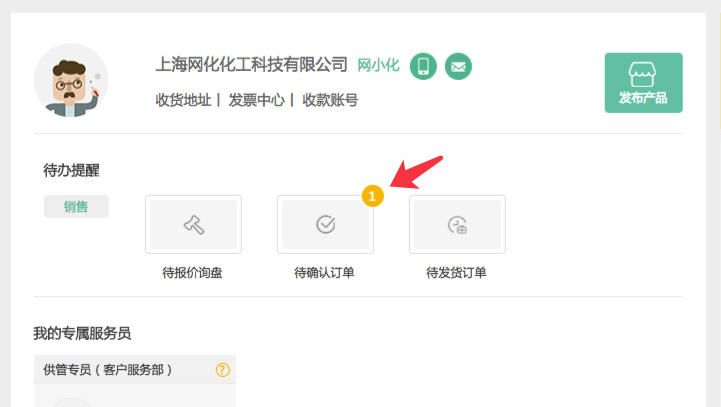 上海网化化工科技有限公司 网小化
收货地址丨 发票中心丨 收款账号
发布产品
待办提醒
销售
1
待报价询盘 待确认订单 待发货订单
我的专属服务员
供管专员（客户服务部） ?